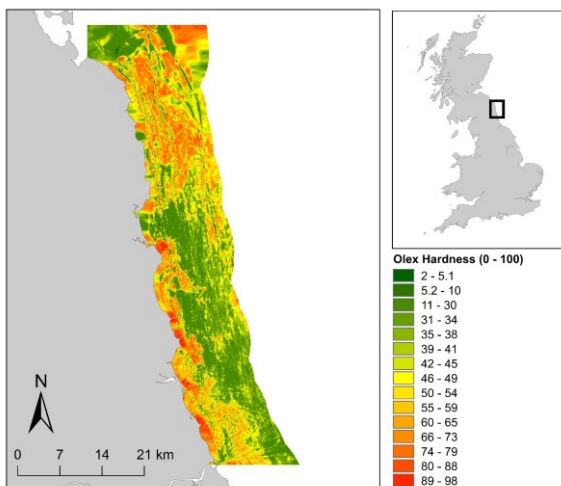 Olex Hardness (0 - 100)
2 - 5.1
5.2 - 10
11 - 30
31 - 34
35 - 38
39 - 41
42 - 45
46 - 49
50 - 54
55 - 59
60 - 65
66 - 73
74 - 79
80 - 88
89 - 98
N
0 7 14 21 km